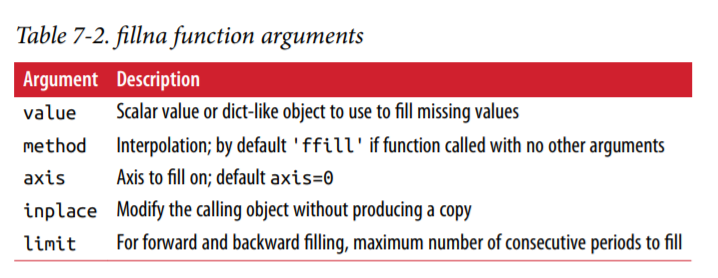 Table 7-2. fillna function arguments
Argument Description
value Scalar value or dict-like object to use to fill missing values
method Interpolation; by default 'ffill' if function called with no other arguments
axis Axis to fill on; default axis=0
inplace Modify the calling object without producing a copy
limit For forward and backward filling, maximum number of consecutive periods to fill